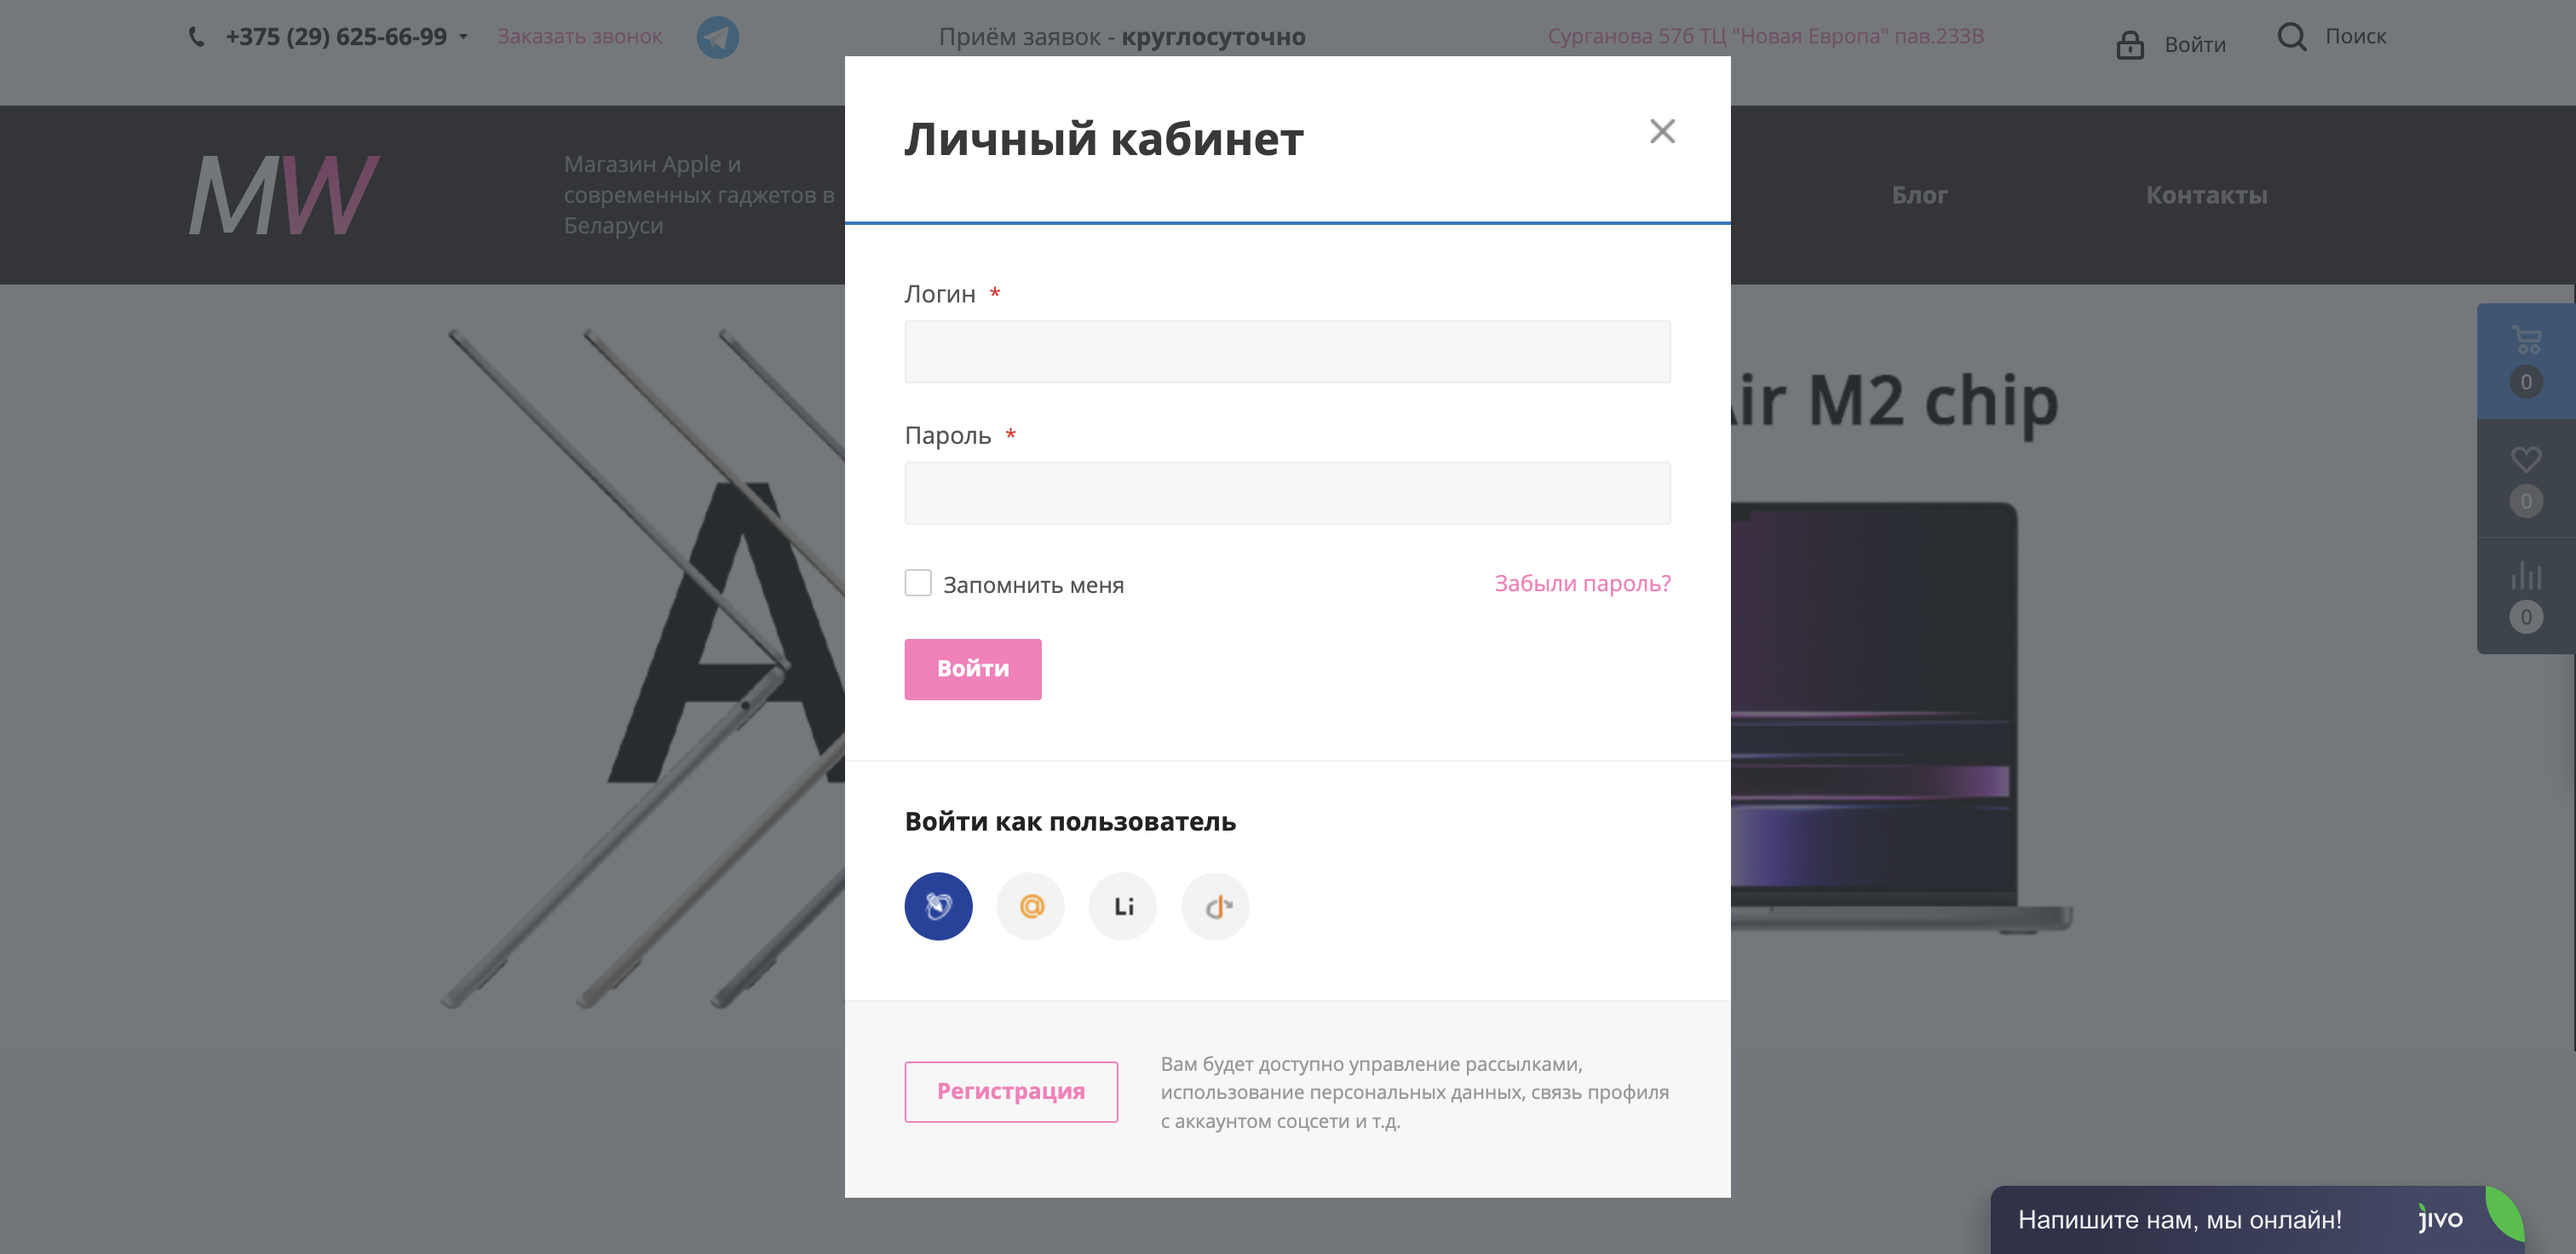 +375 (29) 625-66-99
Заказать звонок
Приём заявок - круглосуточно
Сурганова 57б ТЦ "Новая Европа" пав.233В
Войти
Поиск
MW
Магазин Apple и
современных гаджетов в
Беларуси
Блог
Контакты
Личный кабинет
Логин *
Пароль *
Запомнить меня
Забыли пароль?
Войти
Войти как пользователь
@
Li
Регистрация
Вам будет доступно управление рассылками,
использование персональных данных, связь профиля
с аккаунтом соцсети и т.д.
Air M2 chip
0
0
0
Напишите нам, мы онлайн!
jivo